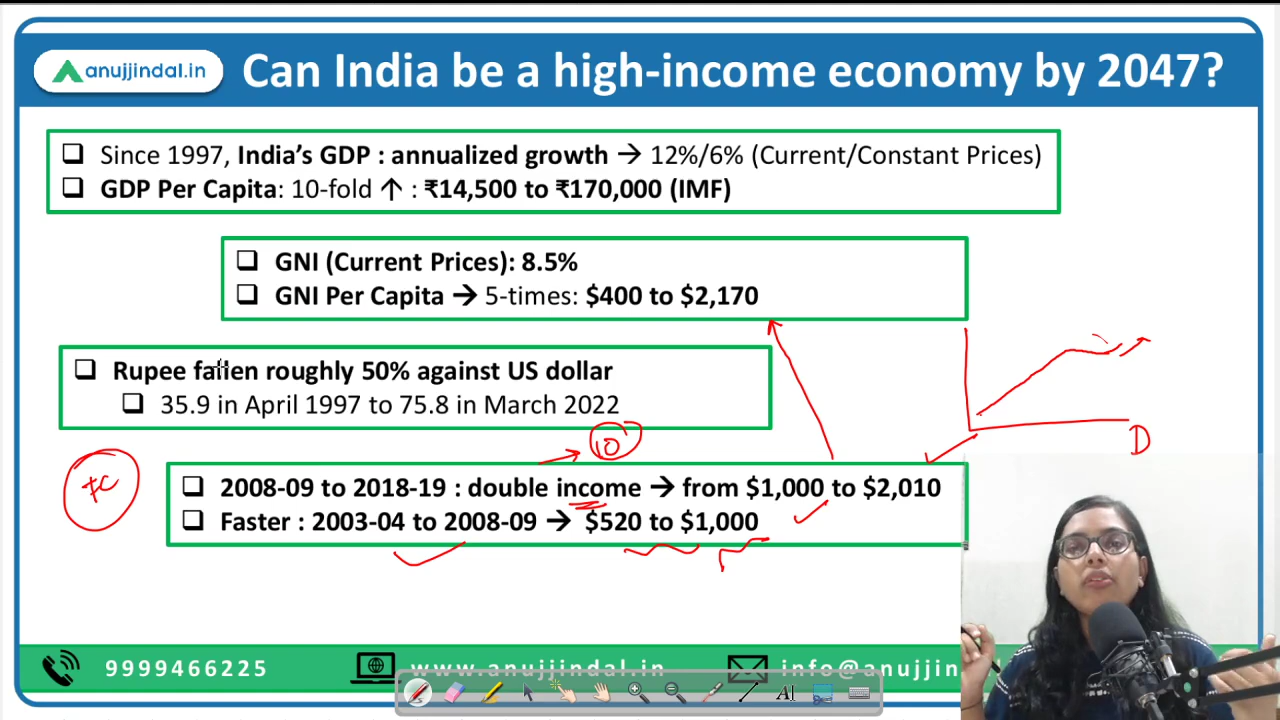 anujjindal.in
Can India be a high-income economy by 2047?
❑ Since 1997, India’s GDP : annualized growth → 12%/6% (Current/Constant Prices)
❑ GDP Per Capita: 10-fold ↑ : ₹14,500 to ₹170,000 (IMF)
❑ GNI (Current Prices): 8.5%
❑ GNI Per Capita → 5-times: $400 to $2,170
❑ Rupee fallen roughly 50% against US dollar
❑ 35.9 in April 1997 to 75.8 in March 2022
10
D
❑ 2008-09 to 2018-19 : double income → from $1,000 to $2,010
❑ Faster : 2003-04 to 2008-09 → $520 to $1,000
9999466225
www.anujjindal.in
info@anujjin
AI